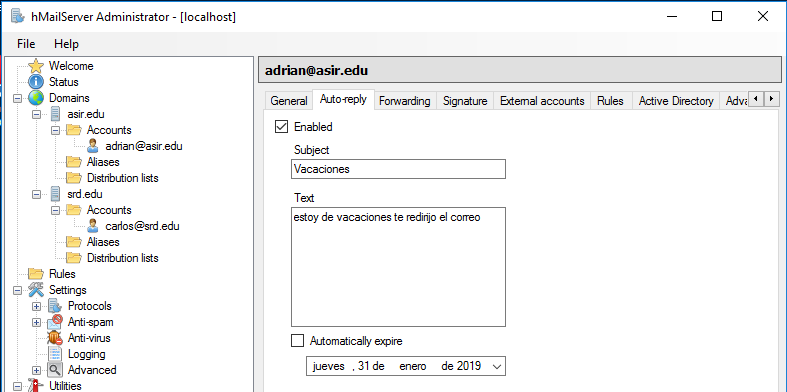 hMailServer Administrator - [localhost]
File Help
Welcome
Status
Domains
asir.edu
Accounts
adrian@asir.edu
Aliases
Distribution lists
srd.edu
Accounts
carlos@srd.edu
Aliases
Distribution lists
Rules
Settings
Protocols
Anti-spam
Anti-virus
Logging
Advanced
Utilities
adrian@asir.edu
General Auto-reply Forwarding Signature External accounts Rules Active Directory Adva
Enabled
Subject
Vacaciones
Text
estoy de vacaciones te redirijo el correo
Automatically expire
jueves , 31 de enero de 2019